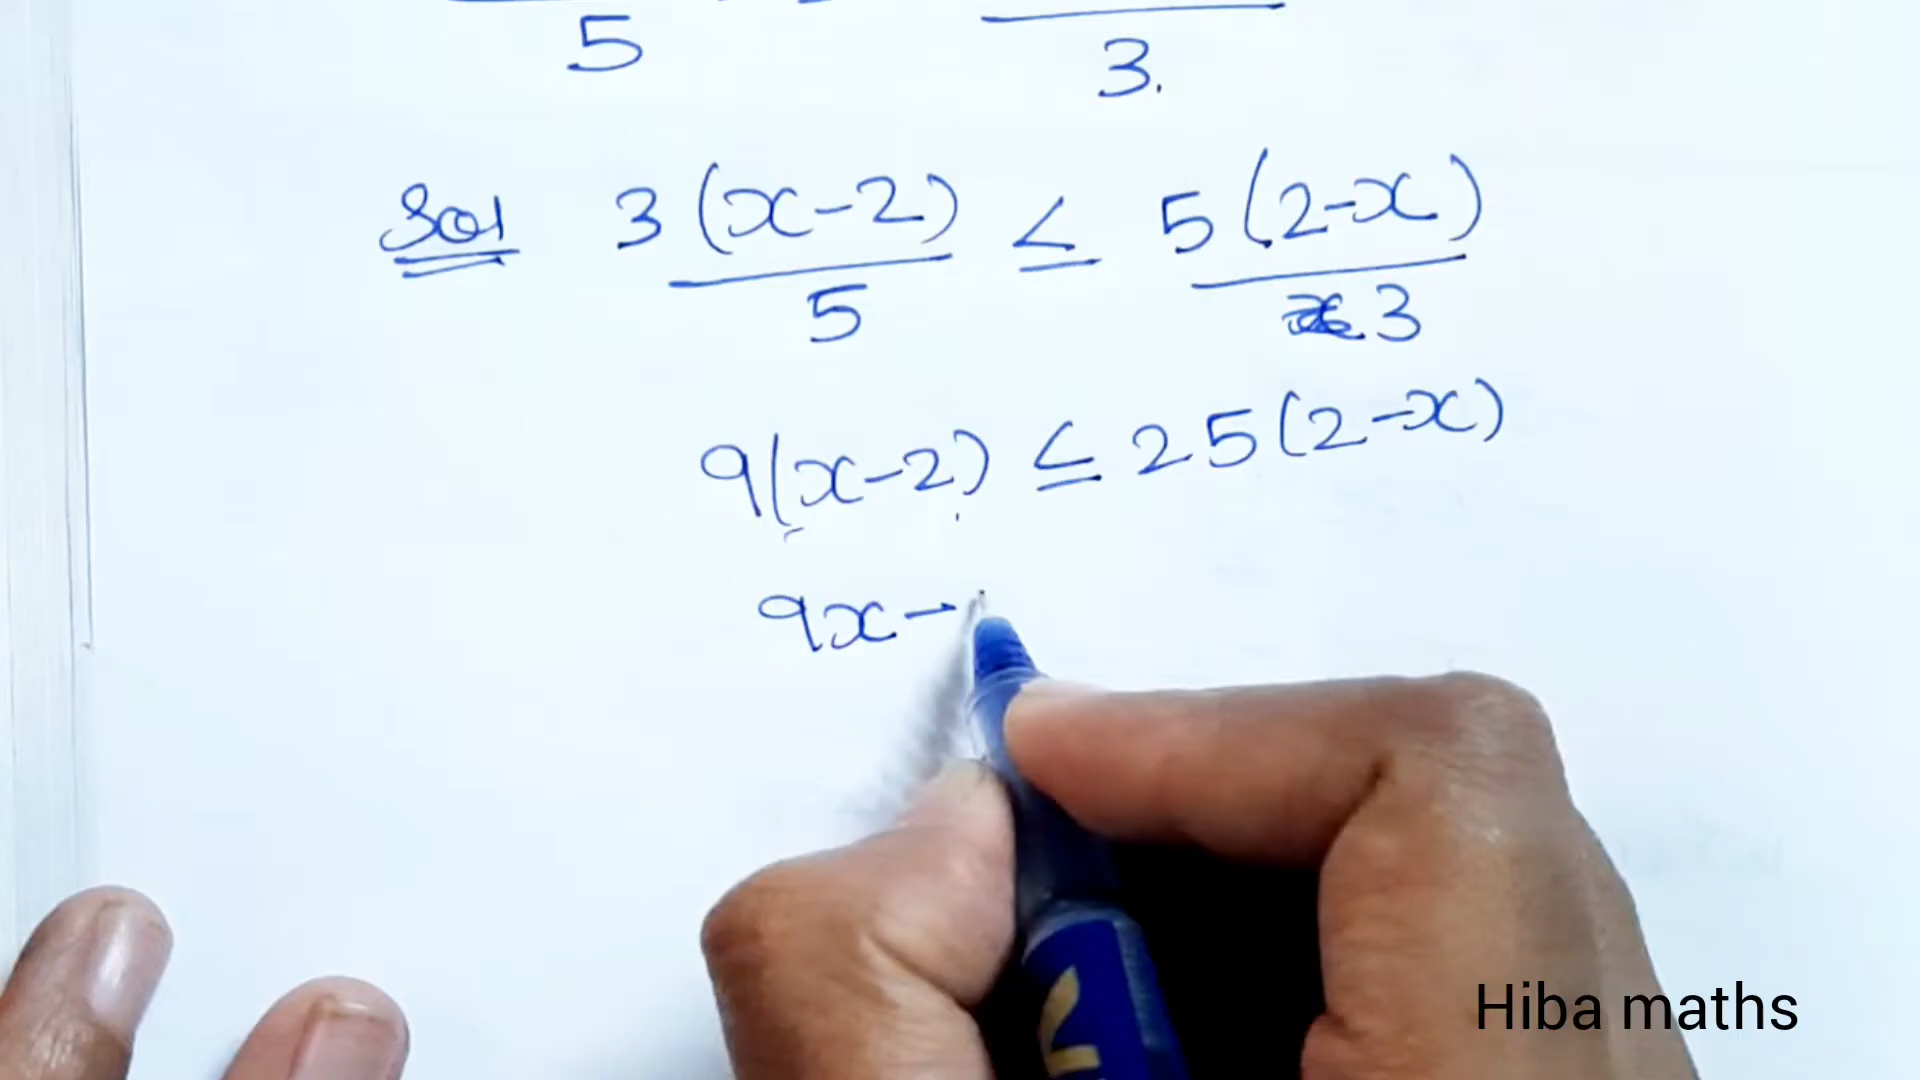 5 3.
Sol 3(x-2)/5 ≤ 5(2-x)/3
9(x-2) ≤ 25(2-x)
9x-
Hiba maths